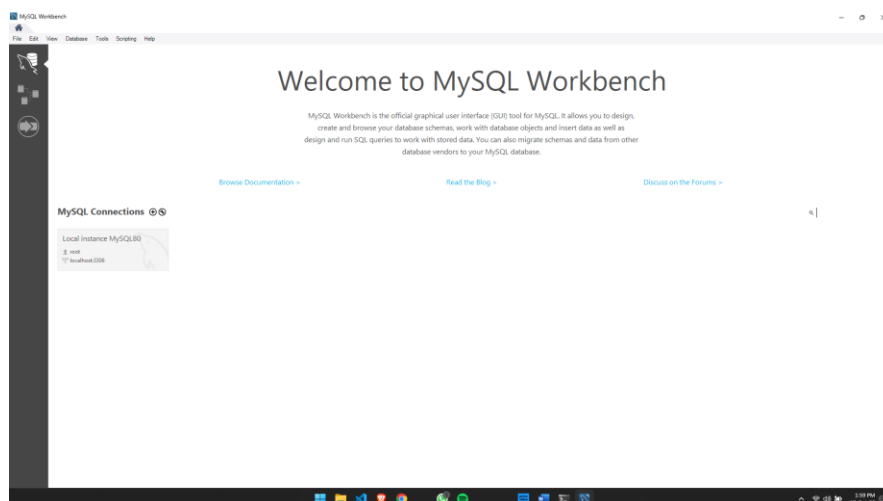 MySQL Workbench
File Edit View Database Tools Scripting Help
Welcome to MySQL Workbench
MySQL Workbench is the official graphical user interface (GUI) tool for MySQL. It allows you to design,
create and browse your database schemas, work with database objects and insert data as well as
design and run SQL queries to work with stored data. You can also migrate schemas and data from other
database vendors to your MySQL database.
Browse Documentation > Read the Blog > Discuss on the Forums >
MySQL Connections
Local instance MySQL80
root
localhost:3306
1:59 PM